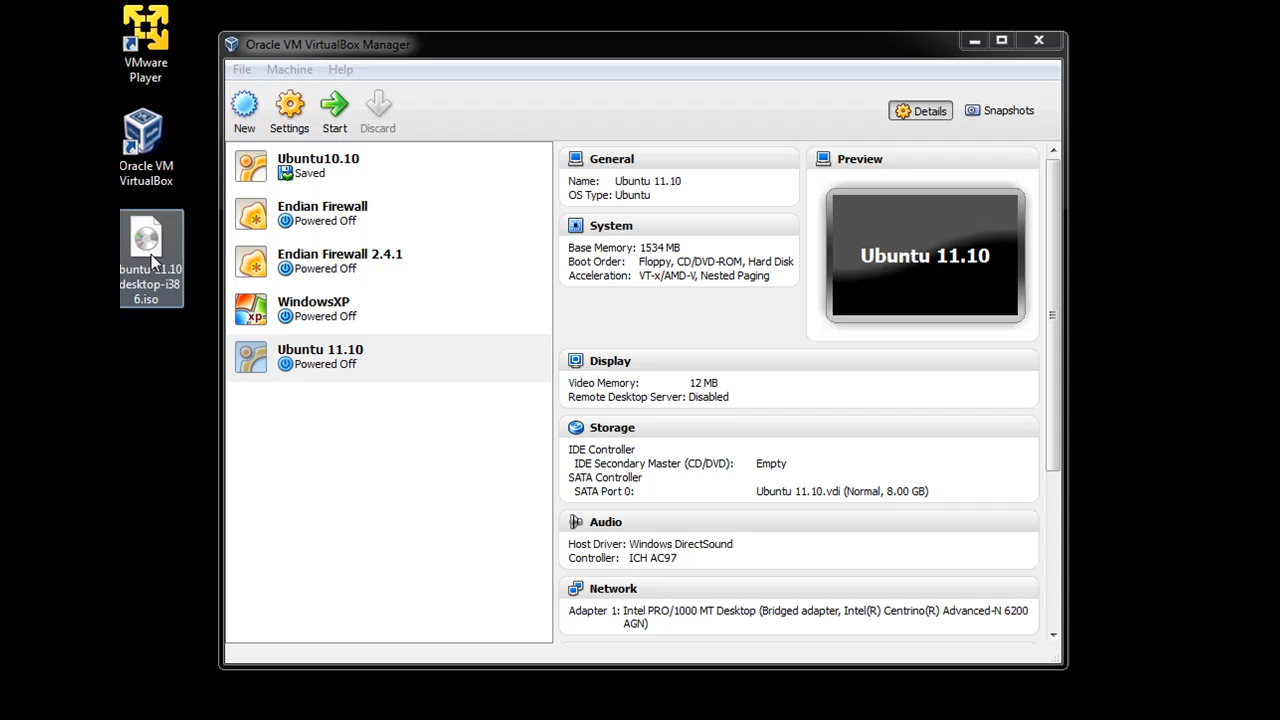 VMware
Player
Oracle VM
VirtualBox
buntu-11.10
desktop-i38
6.iso
Oracle VM VirtualBox Manager
File Machine Help
New Settings Start Discard
Details Snapshots
Ubuntu10.10
Saved
Endian Firewall
Powered Off
Endian Firewall 2.4.1
Powered Off
WindowsXP
Powered Off
Ubuntu 11.10
Powered Off
General
Name: Ubuntu 11.10
OS Type: Ubuntu
System
Base Memory: 1534 MB
Boot Order: Floppy, CD/DVD-ROM, Hard Disk
Acceleration: VT-x/AMD-V, Nested Paging
Preview
Ubuntu 11.10
Display
Video Memory: 12 MB
Remote Desktop Server: Disabled
Storage
IDE Controller
IDE Secondary Master (CD/DVD): Empty
SATA Controller
SATA Port 0: Ubuntu 11.10.vdi (Normal, 8.00 GB)
Audio
Host Driver: Windows DirectSound
Controller: ICH AC97
Network
Adapter 1: Intel PRO/1000 MT Desktop (Bridged adapter, Intel(R) Centrino(R) Advanced-N 6200
AGN)